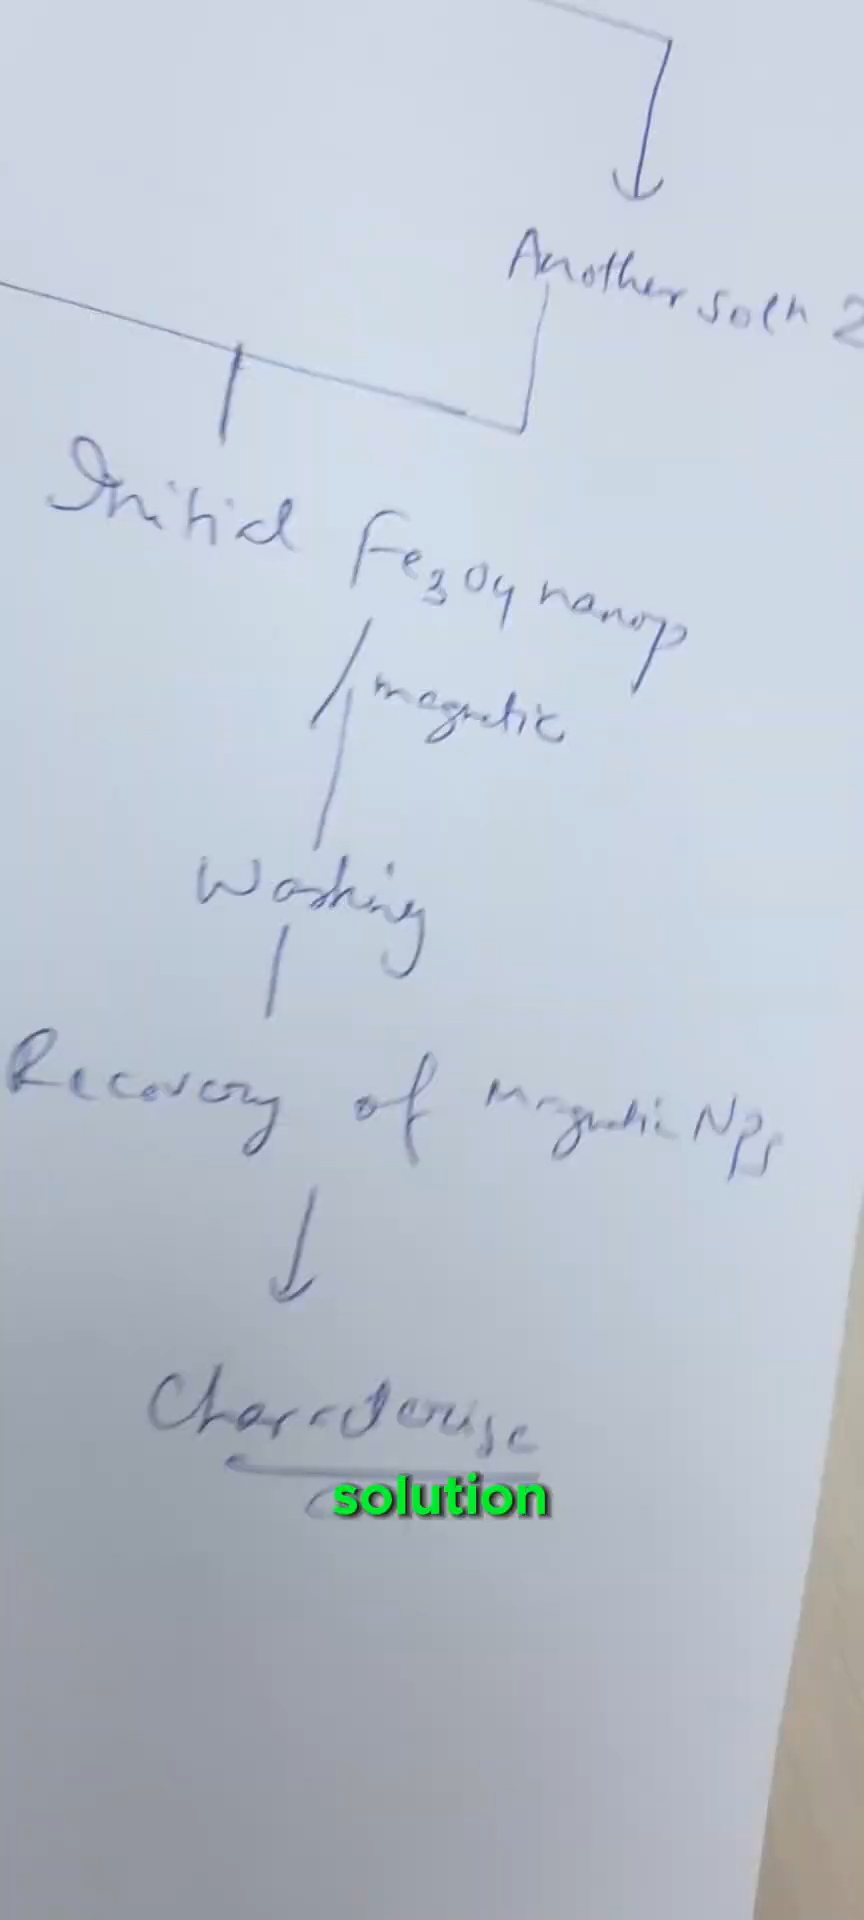 Another soln 2
Initial Fe3O4 nanop
magnetic
Washing
Recovery of Magnetic NPs
Characterise
solution